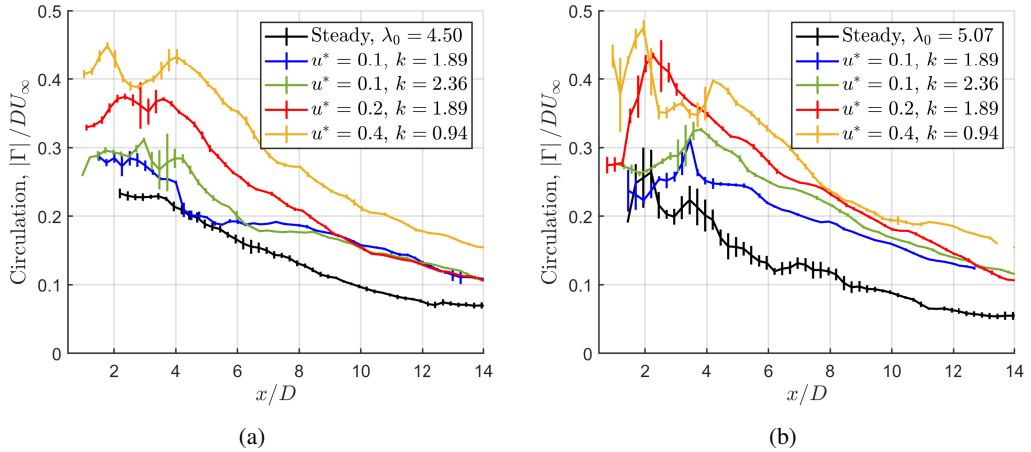 0.5
0.4
0.3
0.2
0.1
0
2 4 6 8 10 12 14
Circulation, |Γ|/DU∞
x/D
Steady, λ₀ = 4.50
u* = 0.1, k = 1.89
u* = 0.1, k = 2.36
u* = 0.2, k = 1.89
u* = 0.4, k = 0.94
(a)
0.5
0.4
0.3
0.2
0.1
0
2 4 6 8 10 12 14
Circulation, |Γ|/DU∞
x/D
Steady, λ₀ = 5.07
u* = 0.1, k = 1.89
u* = 0.1, k = 2.36
u* = 0.2, k = 1.89
u* = 0.4, k = 0.94
(b)